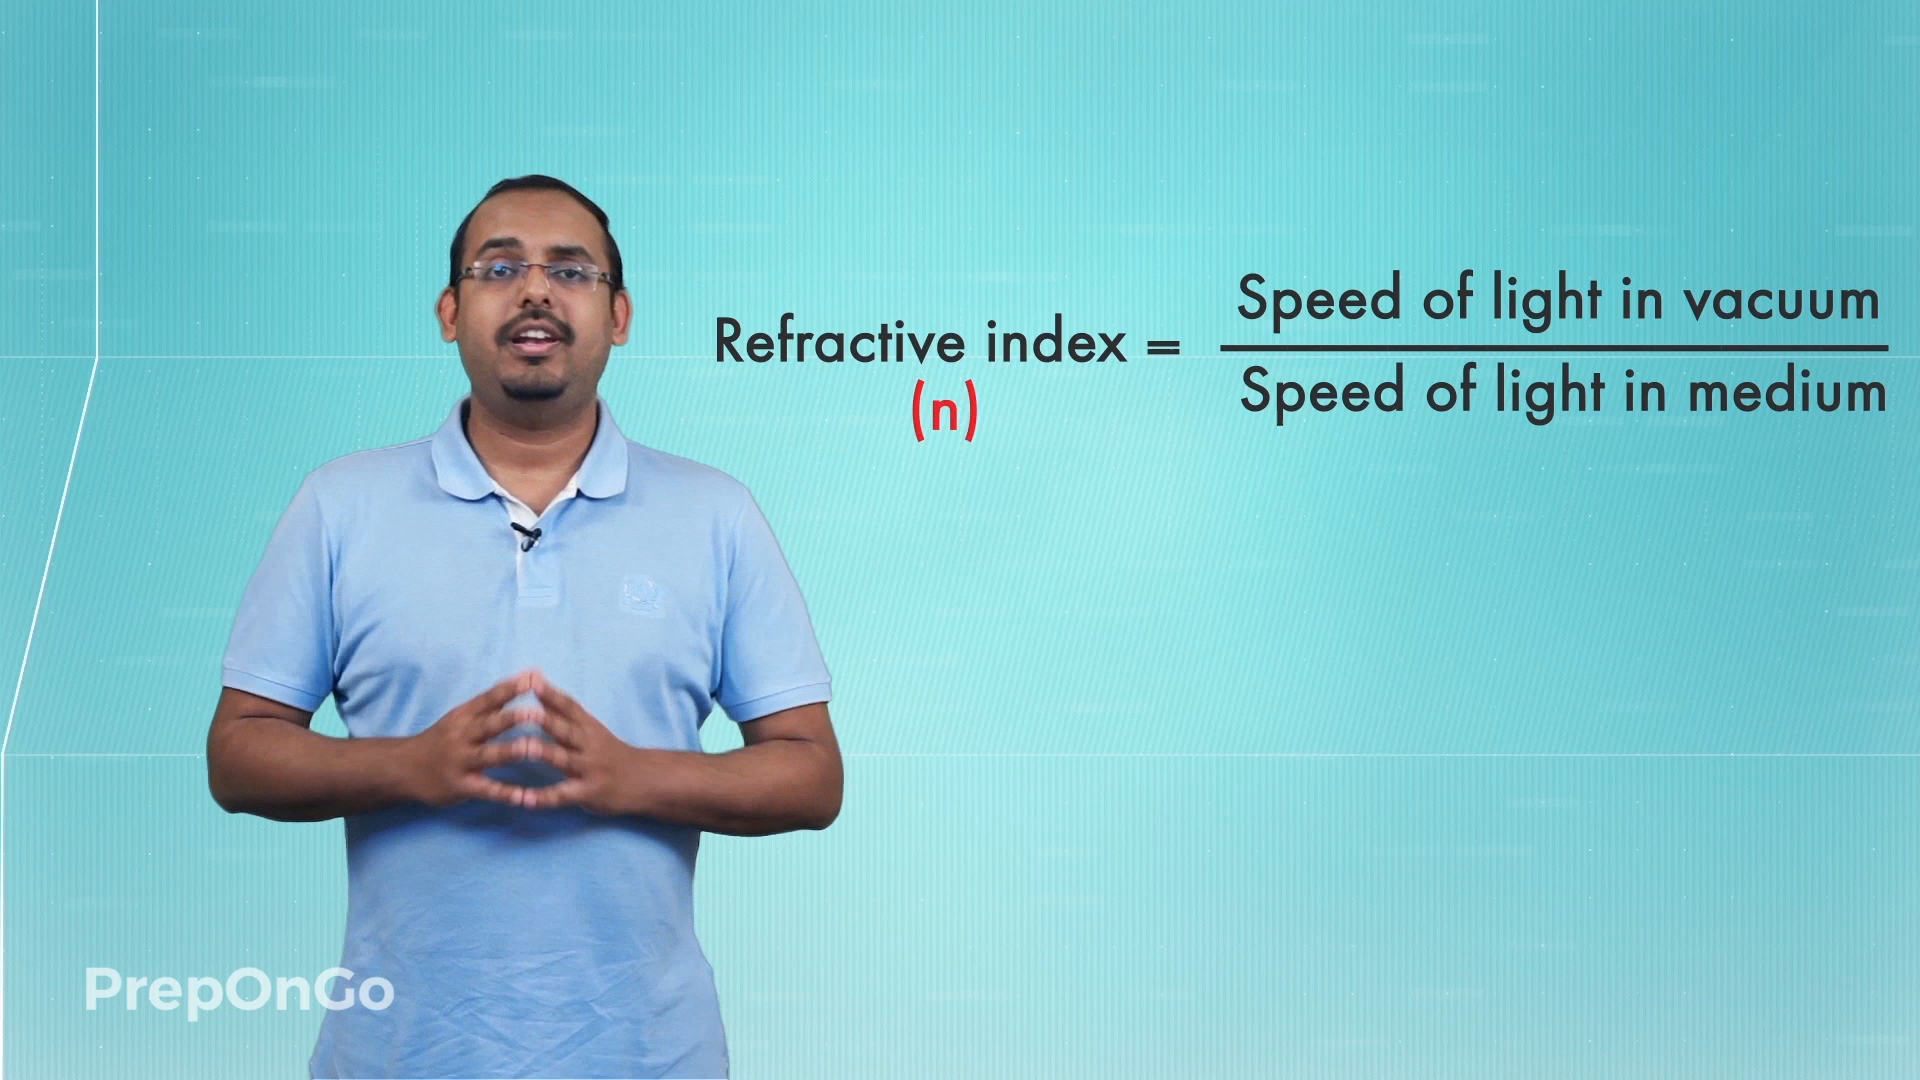 Refractive index =
(n)
Speed of light in vacuum
Speed of light in medium
PrepOnGo